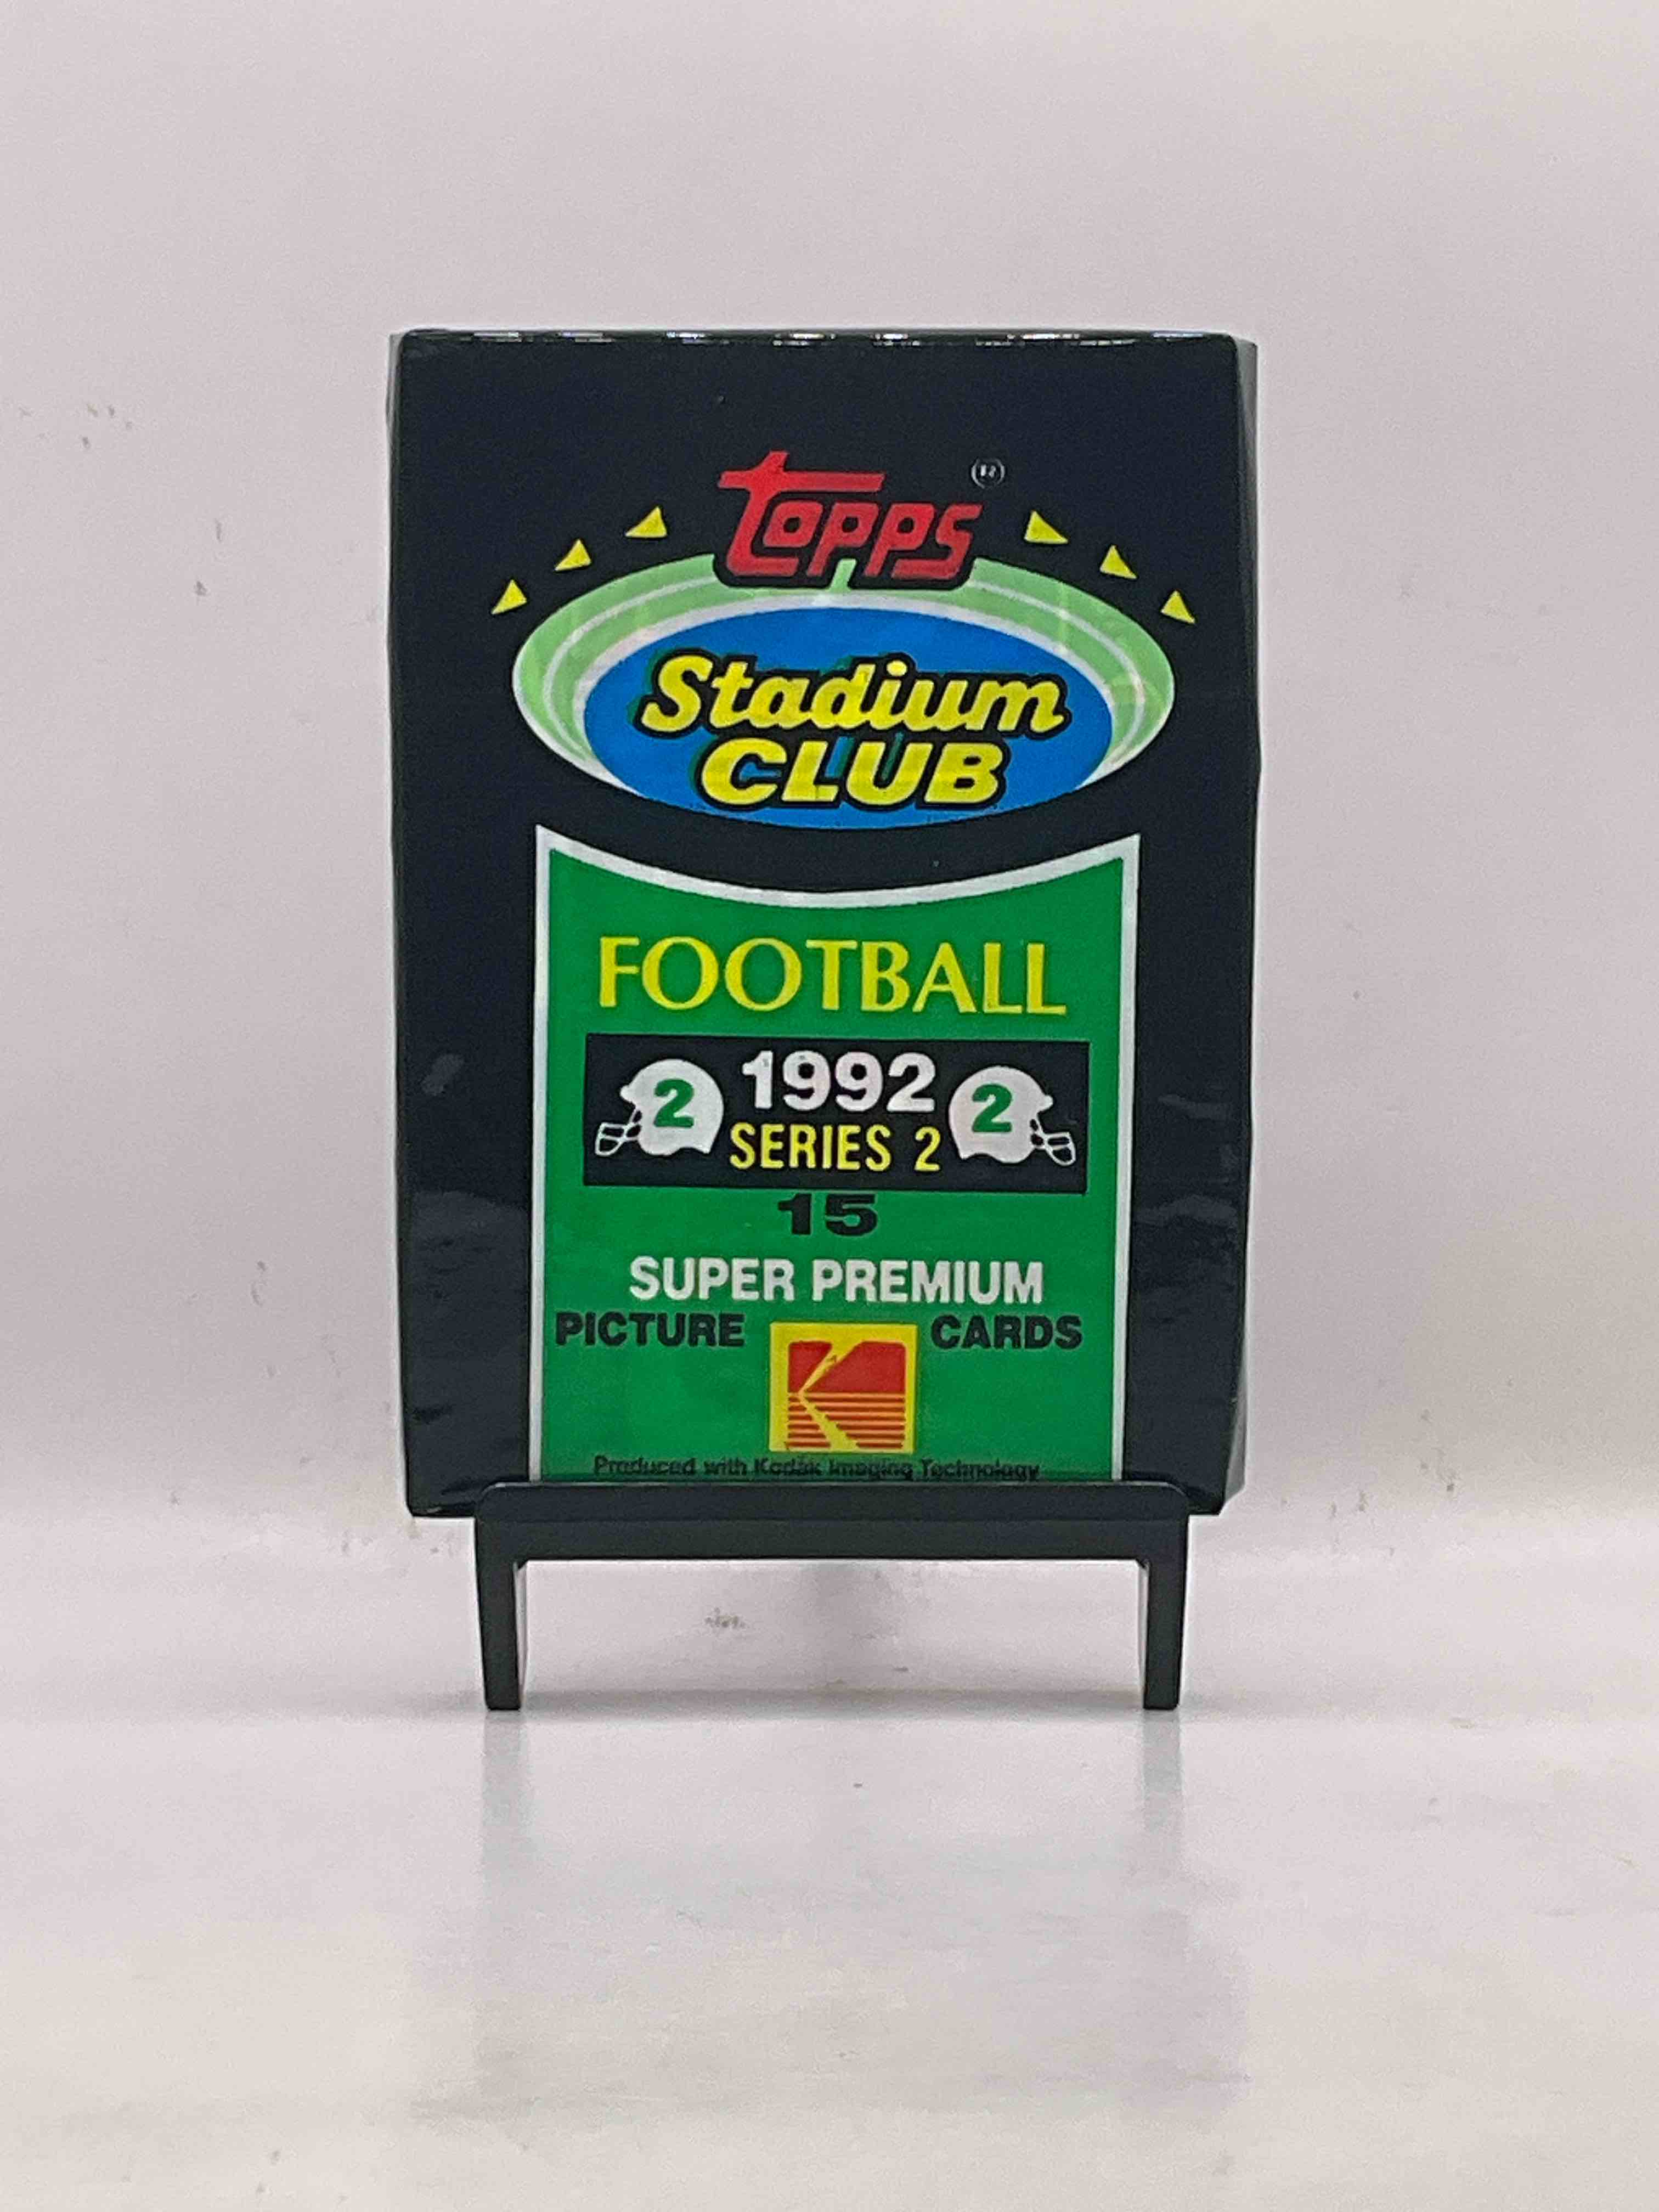 Topps ®
Stadium
CLUB
FOOTBALL
2 1992 2
SERIES 2
15
SUPER PREMIUM
PICTURE CARDS
Produced with Kodak Imaging Technology